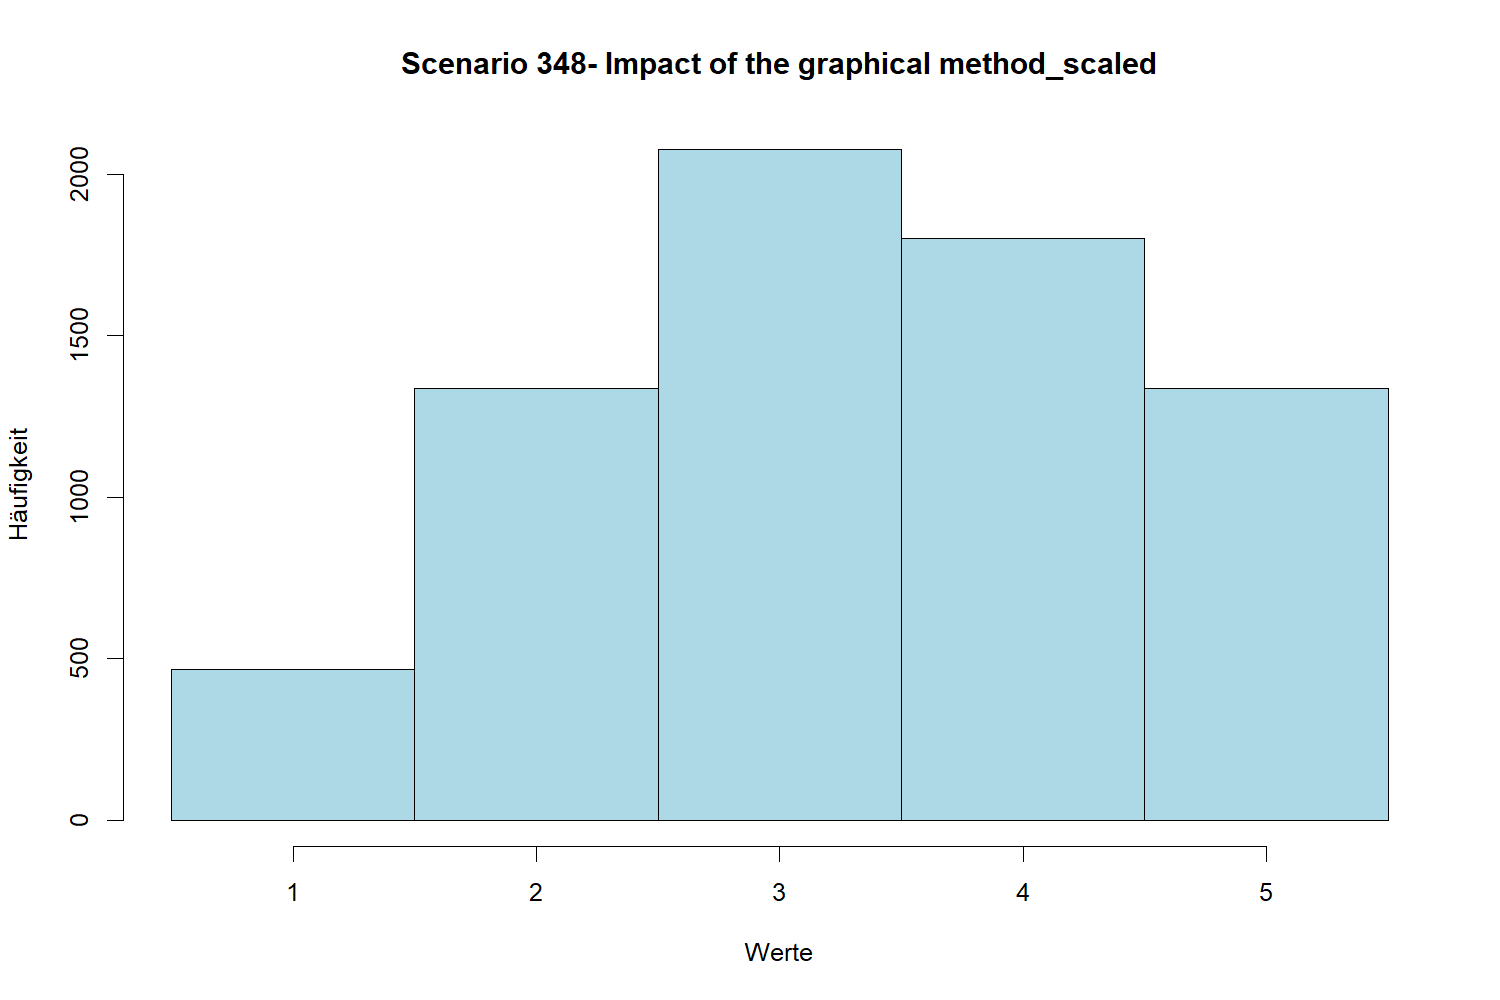 Scenario 348- Impact of the graphical method_scaled
Häufigkeit
2000
1500
1000
500
0
1 2 3 4 5
Werte